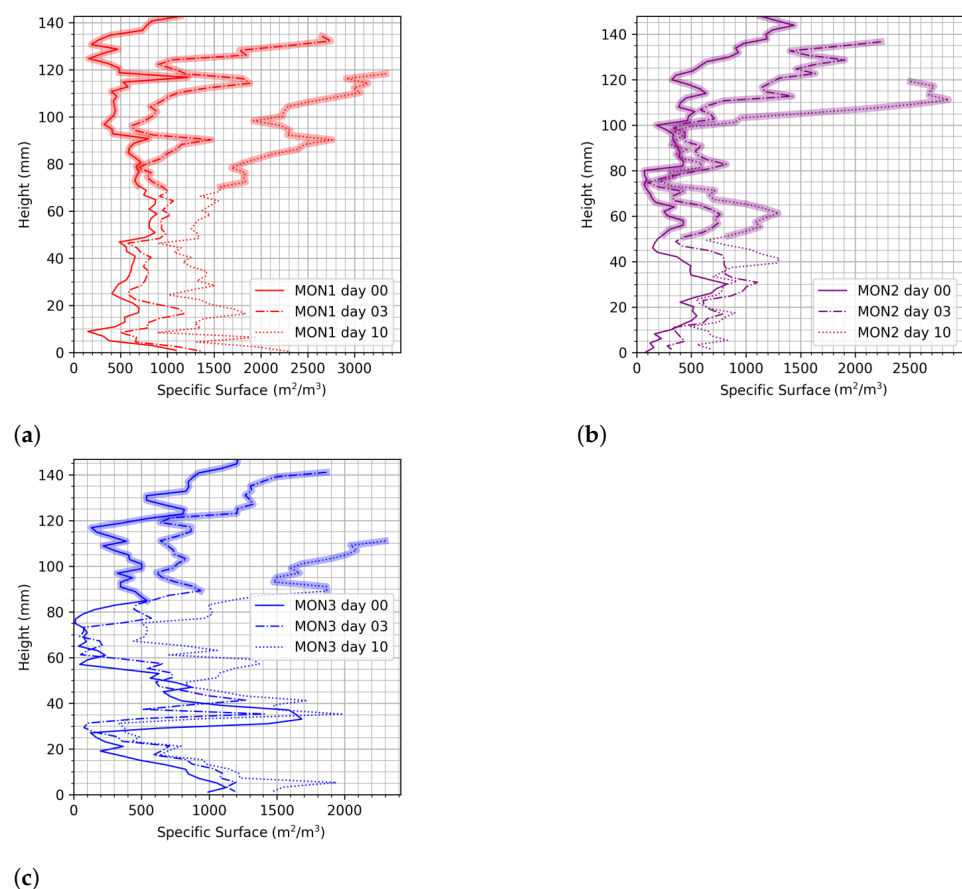 140
120
100
80
60
40
20
0
Height (mm)
MON1 day 00
MON1 day 03
MON1 day 10
0 500 1000 1500 2000 2500 3000
Specific Surface (m²/m³)
(a)
140
120
100
80
60
40
20
0
Height (mm)
MON2 day 00
MON2 day 03
MON2 day 10
0 500 1000 1500 2000 2500
Specific Surface (m²/m³)
(b)
140
120
100
80
60
40
20
0
Height (mm)
MON3 day 00
MON3 day 03
MON3 day 10
0 500 1000 1500 2000
Specific Surface (m²/m³)
(c)